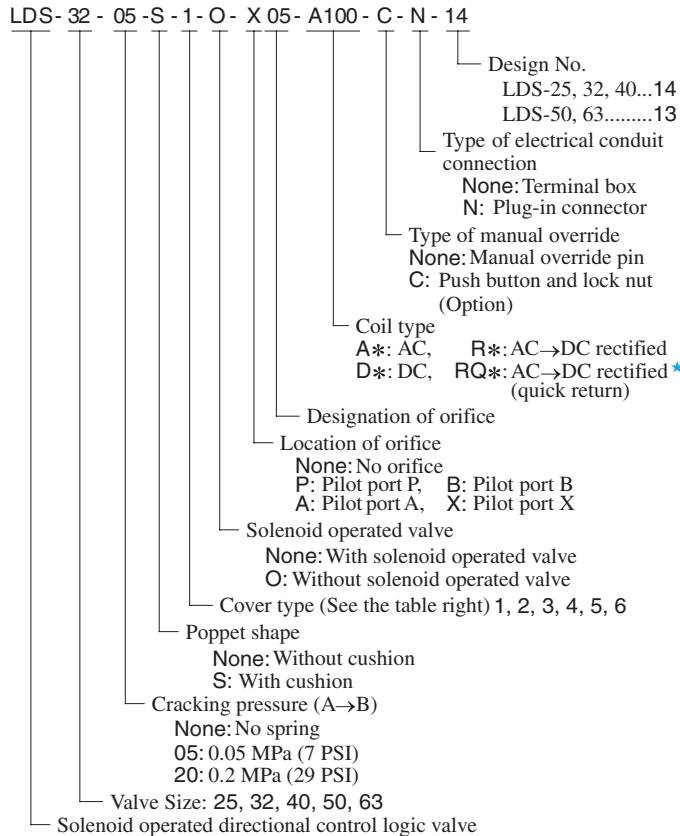 LDS - 32 - 05 - S - 1 - O - X 05 - A100 - C - N - 14
Design No.
LDS-25, 32, 40...14
LDS-50, 63.........13
Type of electrical conduit
connection
None: Terminal box
N: Plug-in connector
Type of manual override
None: Manual override pin
C: Push button and lock nut
(Option)
Coil type
A*: AC, R*: AC→DC rectified
D*: DC, RQ*: AC→DC rectified ★
(quick return)
Designation of orifice
Location of orifice
None: No orifice
P: Pilot port P, B: Pilot port B
A: Pilot port A, X: Pilot port X
Solenoid operated valve
None: With solenoid operated valve
O: Without solenoid operated valve
Cover type (See the table right) 1, 2, 3, 4, 5, 6
Poppet shape
None: Without cushion
S: With cushion
Cracking pressure (A→B)
None: No spring
05: 0.05 MPa (7 PSI)
20: 0.2 MPa (29 PSI)
Valve Size: 25, 32, 40, 50, 63
Solenoid operated directional control logic valve